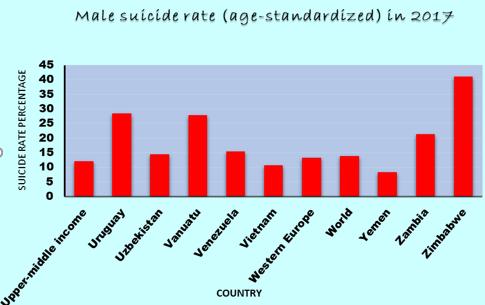 Male suicide rate (age-standardized) in 2017
SUICIDE RATE PERCENTAGE
45
40
35
30
25
20
15
10
5
0
Upper-middle income
Uruguay
Uzbekistan
Vanuatu
Venezuela
Vietnam
Western Europe
World
Yemen
Zambia
Zimbabwe
COUNTRY